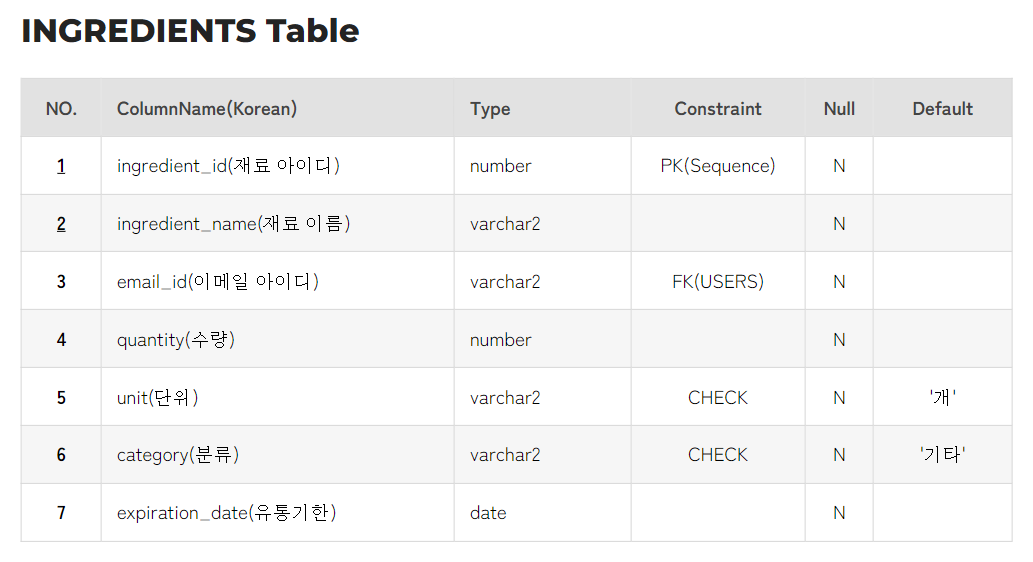 INGREDIENTS Table
NO. ColumnName(Korean) Type Constraint Null Default
1 ingredient_id(재료 아이디) number PK(Sequence) N
2 ingredient_name(재료 이름) varchar2 N
3 email_id(이메일 아이디) varchar2 FK(USERS) N
4 quantity(수량) number N
5 unit(단위) varchar2 CHECK N '개'
6 category(분류) varchar2 CHECK N '기타'
7 expiration_date(유통기한) date N